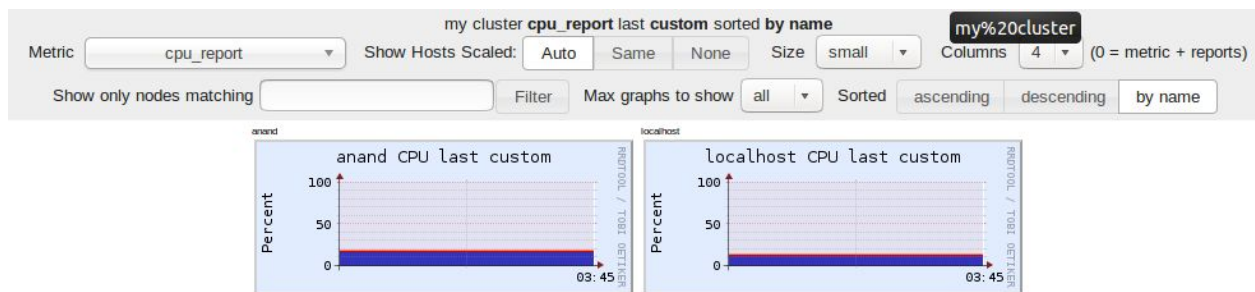 my cluster cpu_report last custom sorted by name
my%20cluster
Metric cpu_report Show Hosts Scaled: Auto Same None Size small Columns 4 (0 = metric + reports)
Show only nodes matching Filter Max graphs to show all Sorted ascending descending by name
anand
anand CPU last custom
Percent
100
50
0
03:45
RRDTOOL / TOBI OETIKER
localhost
localhost CPU last custom
Percent
100
50
0
03:45
RRDTOOL / TOBI OETIKER